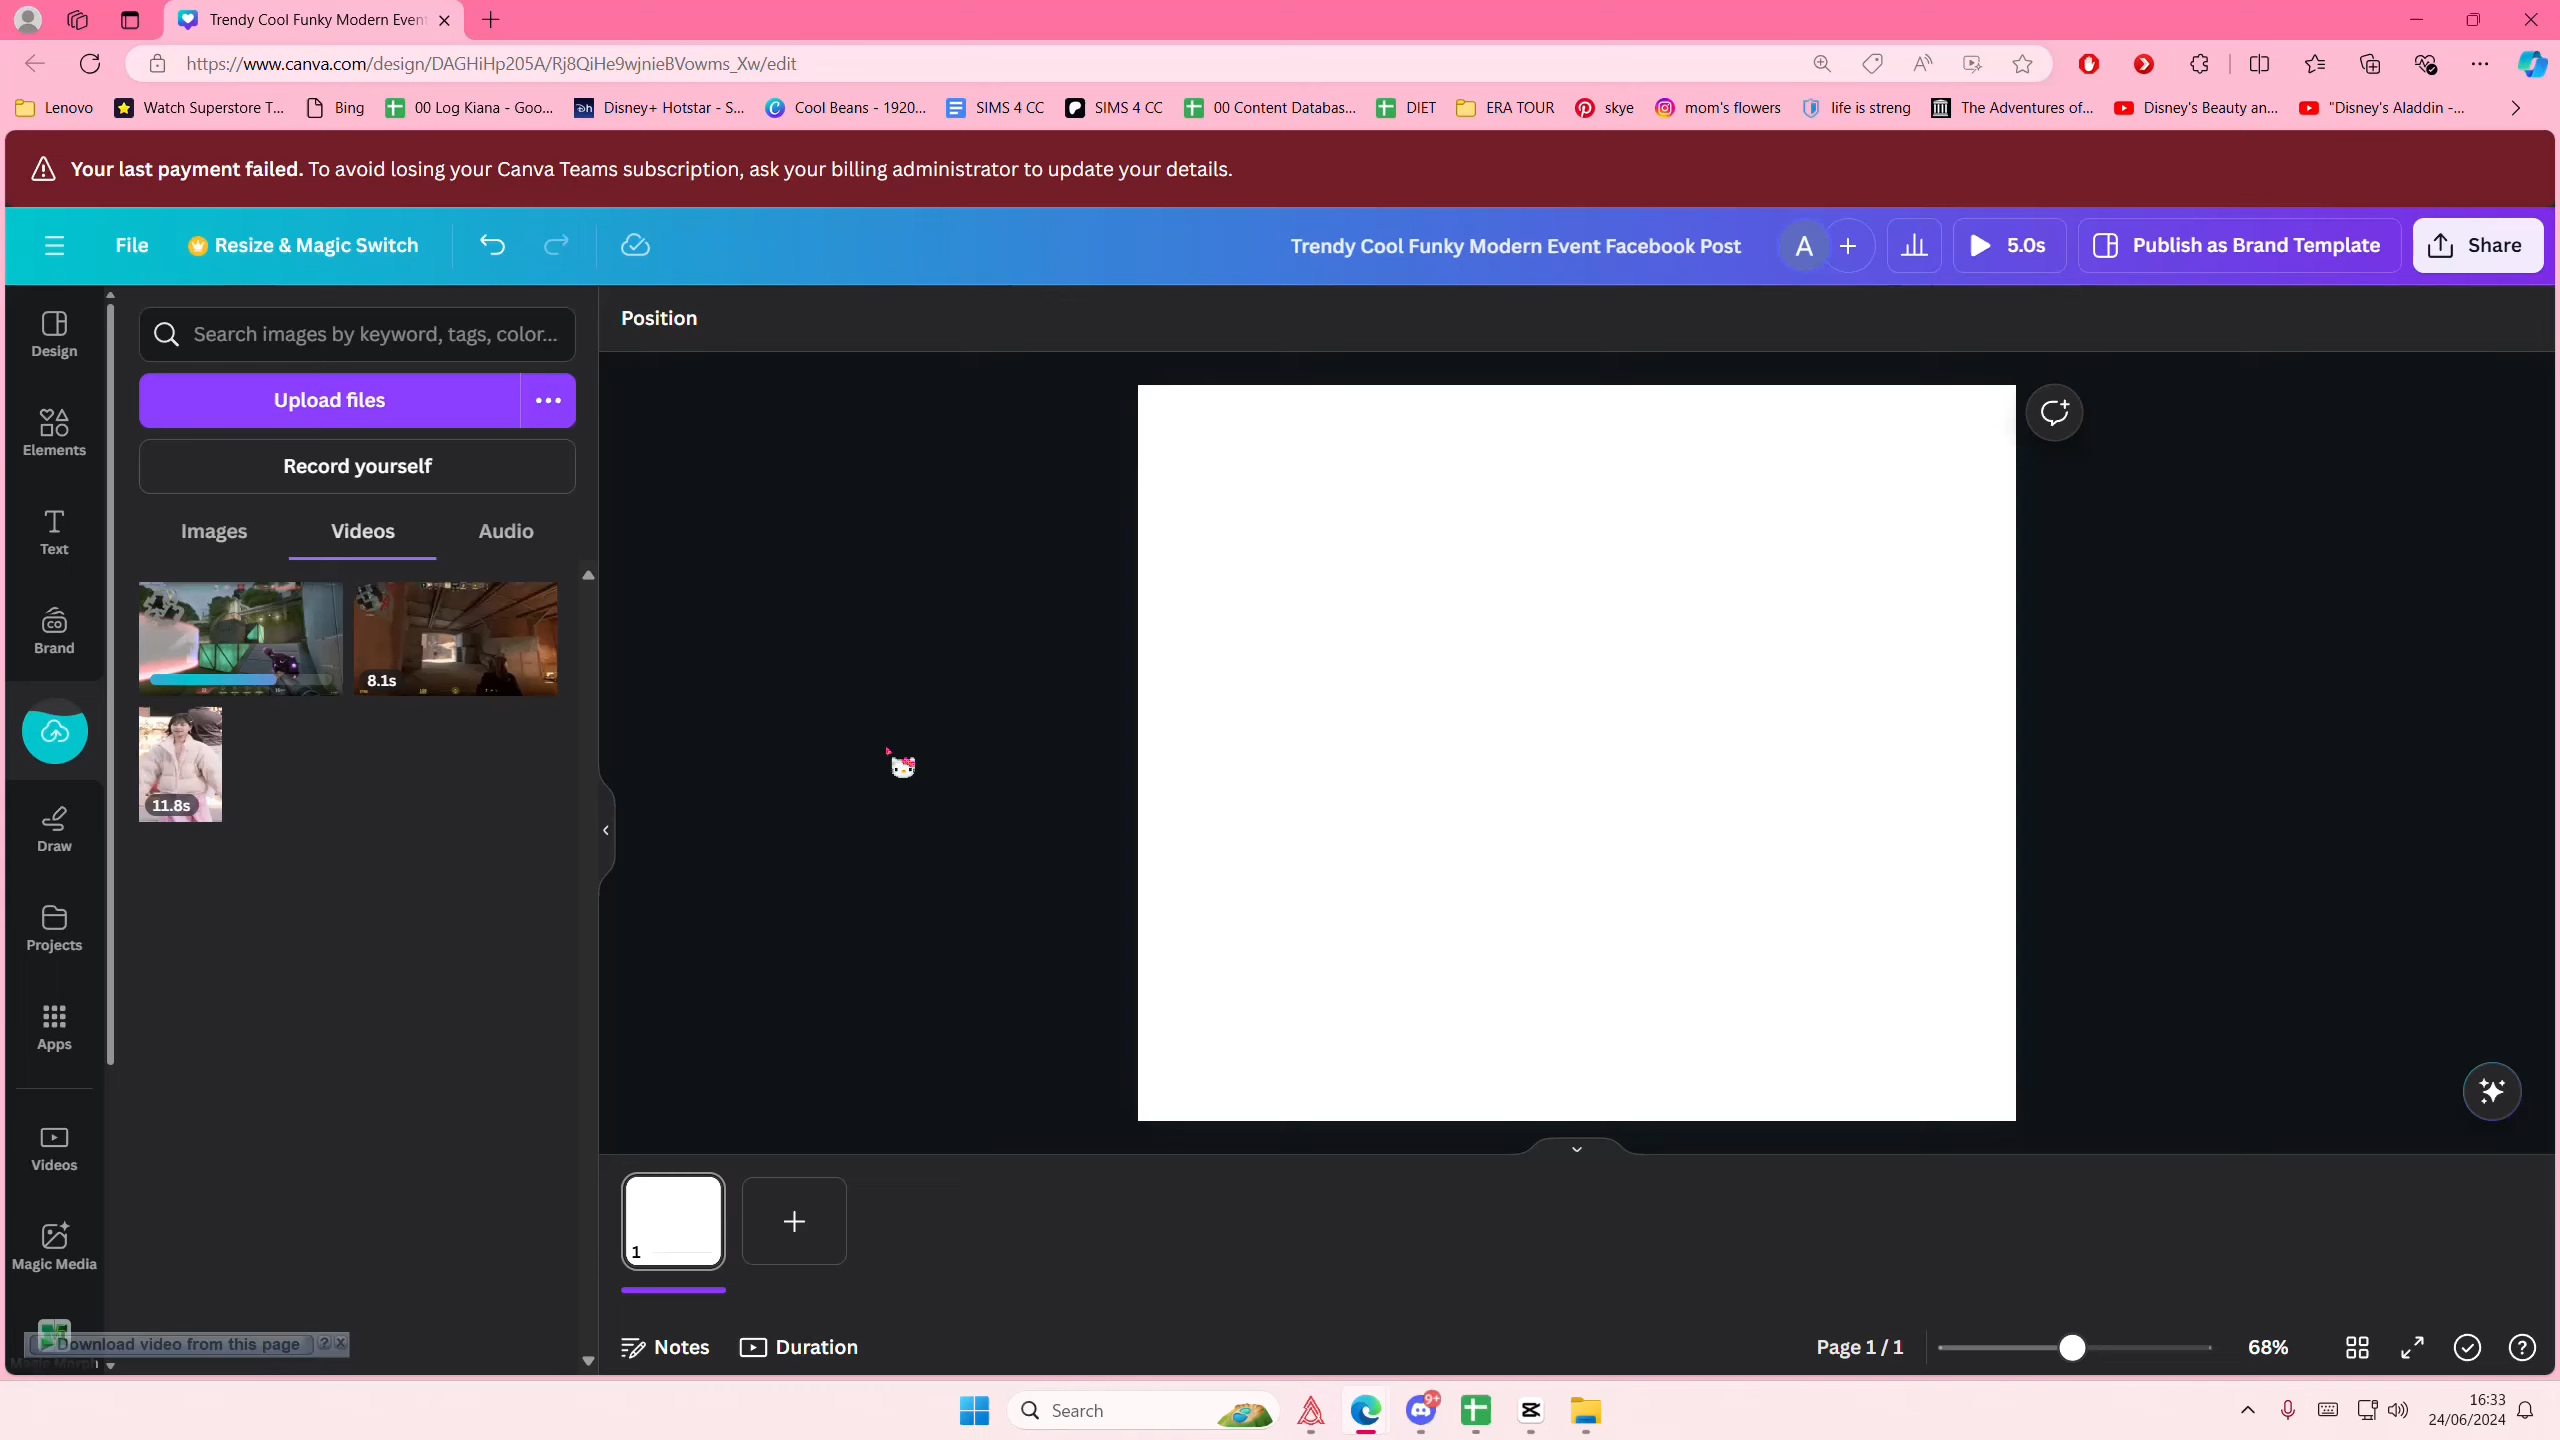 Trendy Cool Funky Modern Even
https://www.canva.com/design/DAGHiHp205A/Rj8QiHe9wjnieBVowms_Xw/edit
Lenovo
Watch Superstore T...
Bing
00 Log Kiana - Goo...
Disney+ Hotstar - S...
Cool Beans - 1920...
SIMS 4 CC
SIMS 4 CC
00 Content Databas...
DIET
ERA TOUR
skye
mom's flowers
life is streng
The Adventures of...
Disney's Beauty an...
"Disney's Aladdin -...
Your last payment failed. To avoid losing your Canva Teams subscription, ask your billing administrator to update your details.
File
Resize & Magic Switch
Trendy Cool Funky Modern Event Facebook Post
A
5.0s
Publish as Brand Template
Share
Design
Elements
Text
Brand
Draw
Projects
Apps
Videos
Magic Media
Search images by keyword, tags, color...
Upload files
Record yourself
Images
Videos
Audio
8.1s
11.8s
Position
1
Download video from this page
Notes
Duration
Page 1 / 1
68%
Search
9+
16:33
24/06/2024